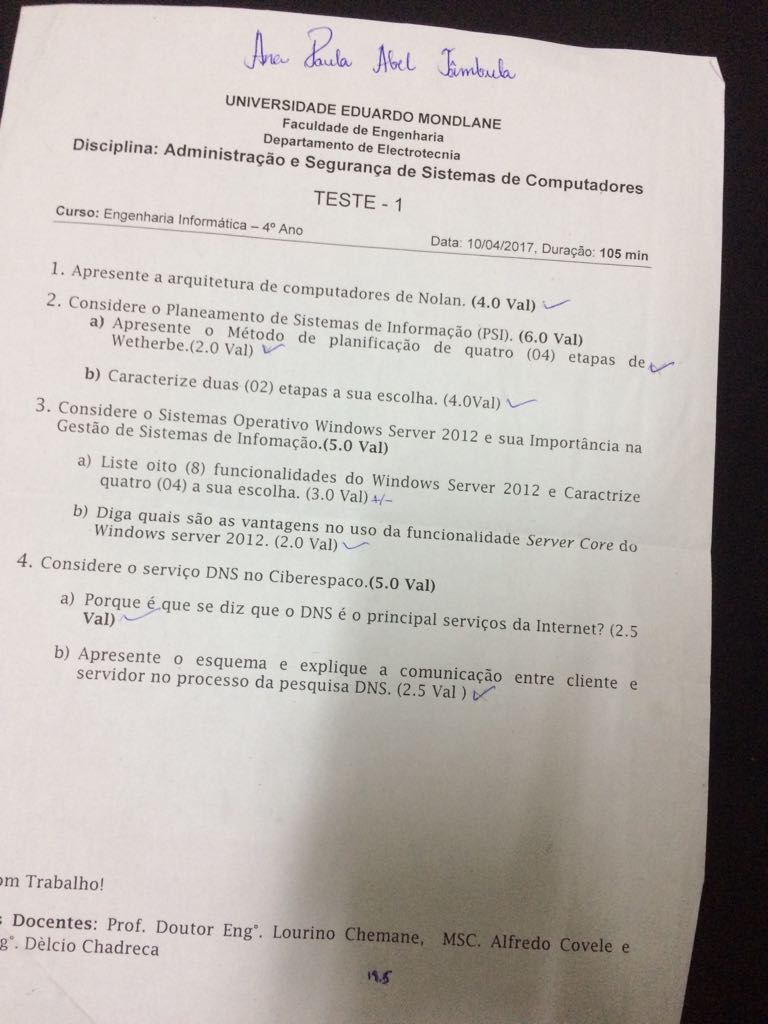 Ana Paula Abel Jâmbula
UNIVERSIDADE EDUARDO MONDLANE
Faculdade de Engenharia
Departamento de Electrotecnia
Disciplina: Administração e Segurança de Sistemas de Computadores
TESTE - 1
Curso: Engenharia Informática – 4º Ano
Data: 10/04/2017, Duração: 105 min
1. Apresente a arquitetura de computadores de Nolan. (4.0 Val)
2. Considere o Planeamento de Sistemas de Informação (PSI). (6.0 Val)
a) Apresente o Método de planificação de quatro (04) etapas de
Wetherbe.(2.0 Val)
b) Caracterize duas (02) etapas a sua escolha. (4.0Val)
3. Considere o Sistemas Operativo Windows Server 2012 e sua Importância na
Gestão de Sistemas de Infomação.(5.0 Val)
a) Liste oito (8) funcionalidades do Windows Server 2012 e Caractrize
quatro (04) a sua escolha. (3.0 Val) +/-
b) Diga quais são as vantagens no uso da funcionalidade Server Core do
Windows server 2012. (2.0 Val)
4. Considere o serviço DNS no Ciberespaco.(5.0 Val)
a) Porque é que se diz que o DNS é o principal serviços da Internet? (2.5
Val)
b) Apresente o esquema e explique a comunicação entre cliente e
servidor no processo da pesquisa DNS. (2.5 Val )
om Trabalho!
s Docentes: Prof. Doutor Eng°. Lourino Chemane, MSC. Alfredo Covele e
g°. Dèlcio Chadreca
19.5